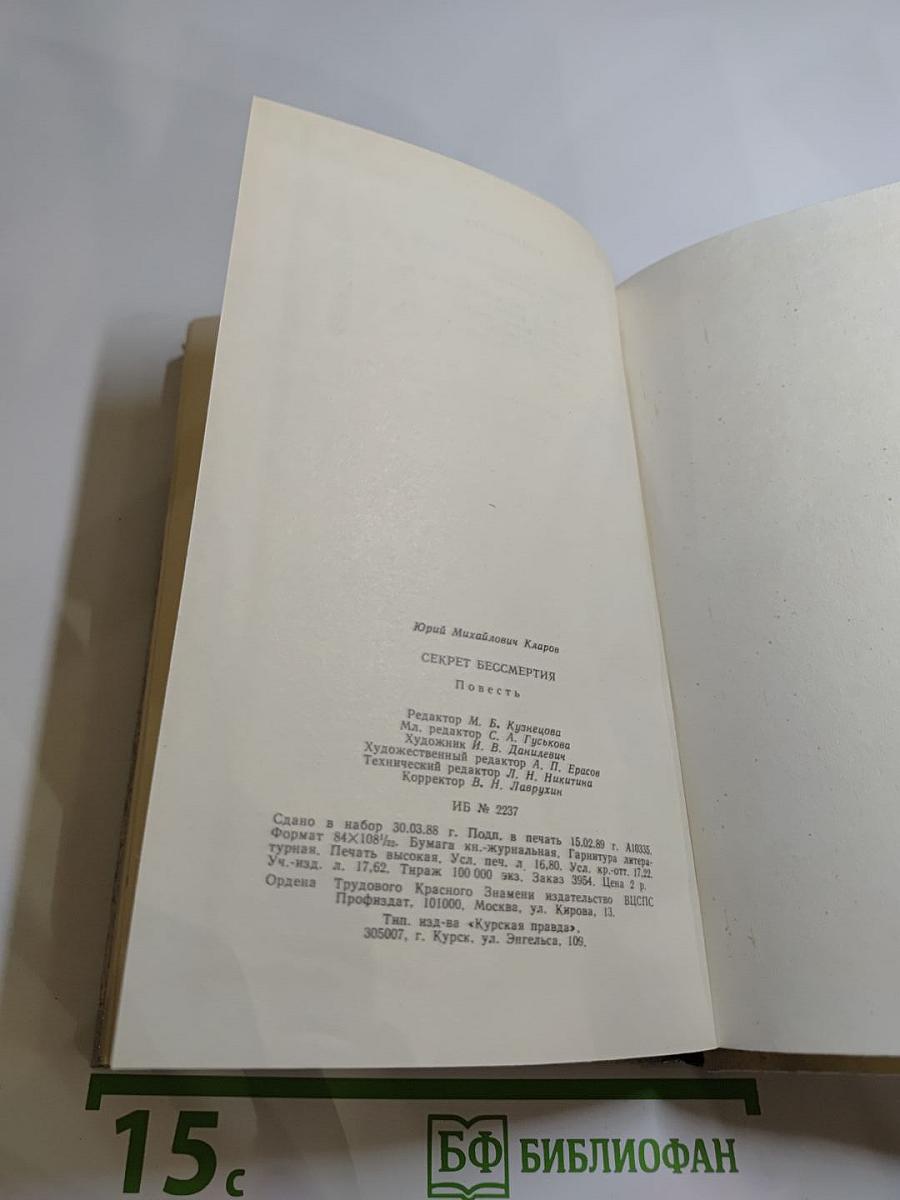 Юрий Михайлович Кларов
СЕКРЕТ БЕССМЕРТИЯ
Повесть
Редактор М. Б. Кузнецова
Мл. редактор С. А. Гуськова
Художник И. В. Данилевич
Художественный редактор А. П. Ерасов
Технический редактор Л. Н. Никитина
Корректор В. Н. Лаврухин
ИБ № 2237
Сдано в набор 30.03.88 г. Подп. в печать 15.02.89 г. А10335.
Формат 84×108¹/₃₂. Бумага кн.-журнальная. Гарнитура литера-
турная. Печать высокая. Усл. печ. л 16,80. Усл. кр.-отт. 17,22.
Уч.-изд. л. 17,62. Тираж 100 000 экз. Заказ 3954. Цена 2 р.
Ордена Трудового Красного Знамени издательство ВЦСПС
Профиздат, 101000, Москва, ул. Кирова, 13.
Тип. изд-ва «Курская правда».
305007, г. Курск. ул. Энгельса, 109.
15 с
БФ БИБЛИОФАН